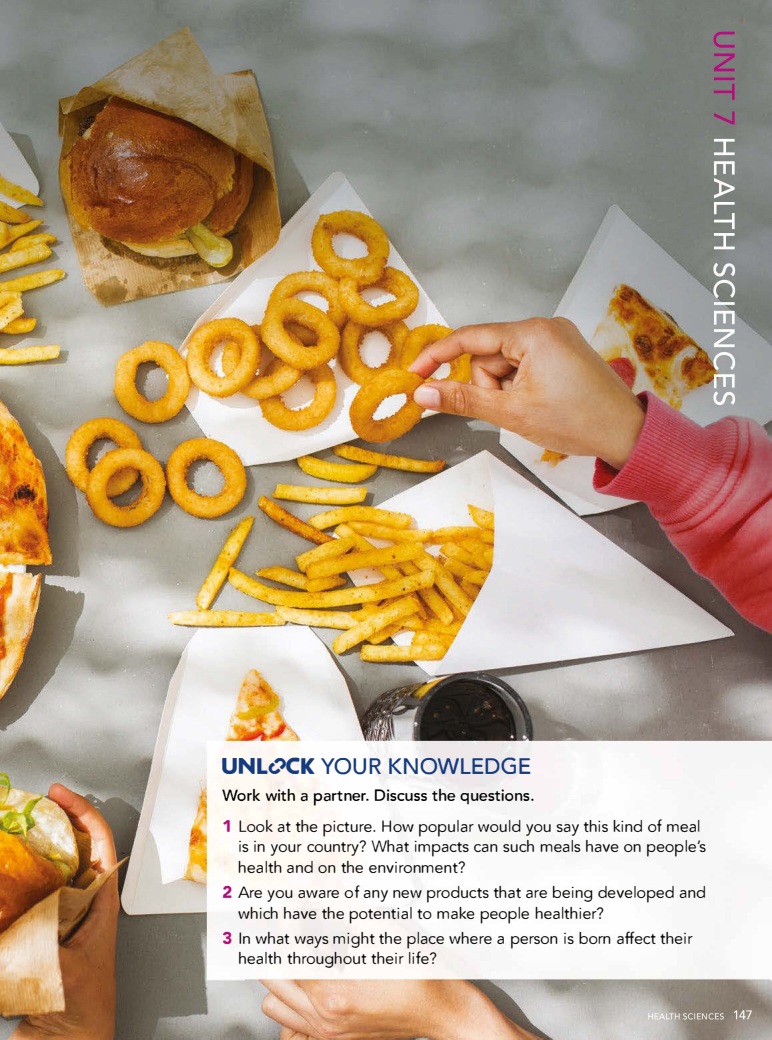 UNIT 7 HEALTH SCIENCES
UNLOCK YOUR KNOWLEDGE
Work with a partner. Discuss the questions.
1 Look at the picture. How popular would you say this kind of meal
is in your country? What impacts can such meals have on people's
health and on the environment?
2 Are you aware of any new products that are being developed and
which have the potential to make people healthier?
3 In what ways might the place where a person is born affect their
health throughout their life?
HEALTH SCIENCES 147